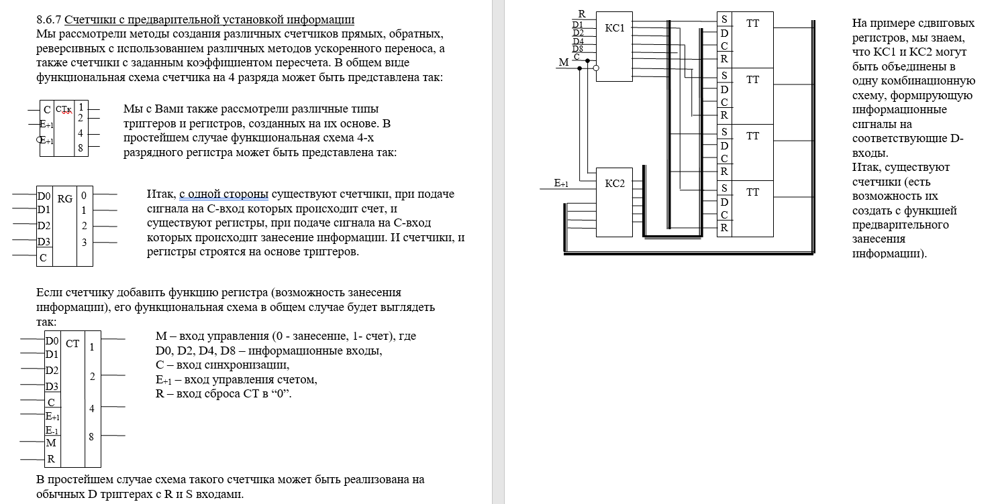 8.6.7 Счетчики с предварительной установкой информации
Мы рассмотрели методы создания различных счетчиков прямых, обратных,
реверсивных с использованием различных методов ускоренного переноса, а
также счетчики с заданным коэффициентом пересчета. В общем виде
функциональная схема счетчика на 4 разряда может быть представлена так:
C СТк 1
2
E+1
4
E+1
8
Мы с Вами также рассмотрели различные типы
триггеров и регистров, созданных на их основе. В
простейшем случае функциональная схема 4-х
разрядного регистра может быть представлена так:
D0 RG 0
D1 1
D2 2
D3 3
C
Итак, с одной стороны существуют счетчики, при подаче
сигнала на С-вход которых происходит счет, и
существуют регистры, при подаче сигнала на С-вход
которых происходит занесение информации. И счетчики, и
регистры строятся на основе триггеров.
Если счетчику добавить функцию регистра (возможность занесения
информации), его функциональная схема в общем случае будет выглядеть
так:
D0 СТ 1
D1
D2 2
D3
C
4
E+1
E-1
8
M
R
M – вход управления (0 - занесение, 1- счет), где
D0, D2, D4, D8 – информационные входы,
C – вход синхронизации,
E+1 – вход управления счетом,
R – вход сброса СТ в “0”.
В простейшем случае схема такого счетчика может быть реализована на
обычных D триггерах с R и S входами.
R
D1
D2
D4
D8
C
M
КС1
E+1
КС2
S ТТ
D
C
R
S ТТ
D
C
R
S ТТ
D
C
R
S ТТ
D
C
R
На примере сдвиговых
регистров, мы знаем,
что КС1 и КС2 могут
быть объединены в
одну комбинационную
схему, формирующую
информационные
сигналы на
соответствующие D-
входы.
Итак, существуют
счетчики (есть
возможность их
создать с функцией
предварительного
занесения
информации).